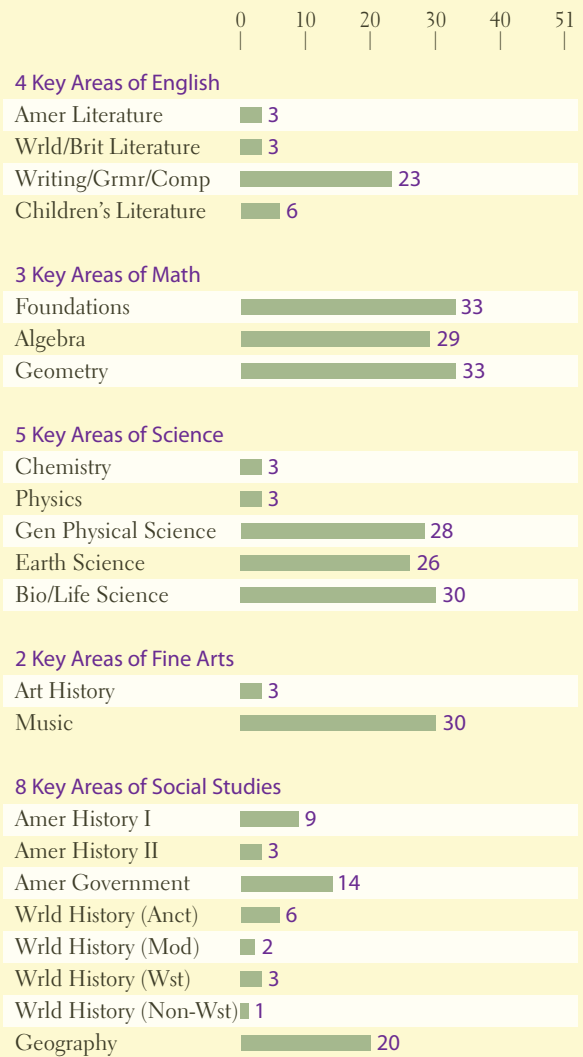 0 10 20 30 40 51
4 Key Areas of English
Amer Literature 3
Wrld/Brit Literature 3
Writing/Grmr/Comp 23
Children's Literature 6
3 Key Areas of Math
Foundations 33
Algebra 29
Geometry 33
5 Key Areas of Science
Chemistry 3
Physics 3
Gen Physical Science 28
Earth Science 26
Bio/Life Science 30
2 Key Areas of Fine Arts
Art History 3
Music 30
8 Key Areas of Social Studies
Amer History I 9
Amer History II 3
Amer Government 14
Wrld History (Anct) 6
Wrld History (Mod) 2
Wrld History (Wst) 3
Wrld History (Non-Wst) 1
Geography 20